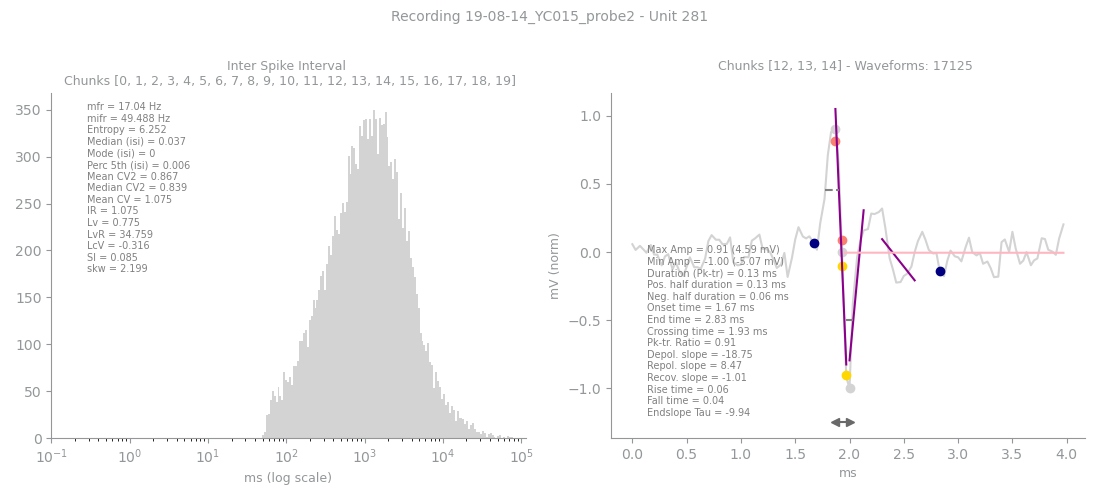 Recording 19-08-14_YC015_probe2 - Unit 281
Inter Spike Interval
Chunks [0, 1, 2, 3, 4, 5, 6, 7, 8, 9, 10, 11, 12, 13, 14, 15, 16, 17, 18, 19]
350
300
250
200
150
100
50
0
mfr = 17.04 Hz
mifr = 49.488 Hz
Entropy = 6.252
Median (isi) = 0.037
Mode (isi) = 0
Perc 5th (isi) = 0.006
Mean CV2 = 0.867
Median CV2 = 0.839
Mean CV = 1.075
IR = 1.075
Lv = 0.775
LvR = 34.759
LcV = -0.316
SI = 0.085
skw = 2.199
10⁻¹ 10⁰ 10¹ 10² 10³ 10⁴ 10⁵
ms (log scale)
Chunks [12, 13, 14] - Waveforms: 17125
mV (norm)
1.0
0.5
0.0
−0.5
−1.0
Max Amp = 0.91 (4.59 mV)
Min Amp = -1.00 (-5.07 mV)
Duration (Pk-tr) = 0.13 ms
Pos. half duration = 0.13 ms
Neg. half duration = 0.06 ms
Onset time = 1.67 ms
End time = 2.83 ms
Crossing time = 1.93 ms
Pk-tr. Ratio = 0.91
Depol. slope = -18.75
Repol. slope = 8.47
Recov. slope = -1.01
Rise time = 0.06
Fall time = 0.04
Endslope Tau = -9.94
0.0 0.5 1.0 1.5 2.0 2.5 3.0 3.5 4.0
ms